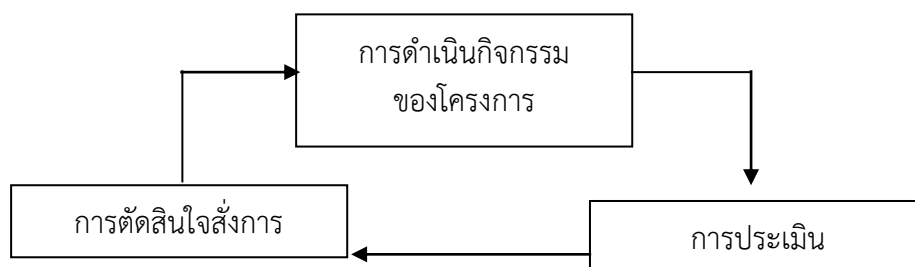 การดำเนินกิจกรรม
ของโครงการ
การตัดสินใจสั่งการ
การประเมิน